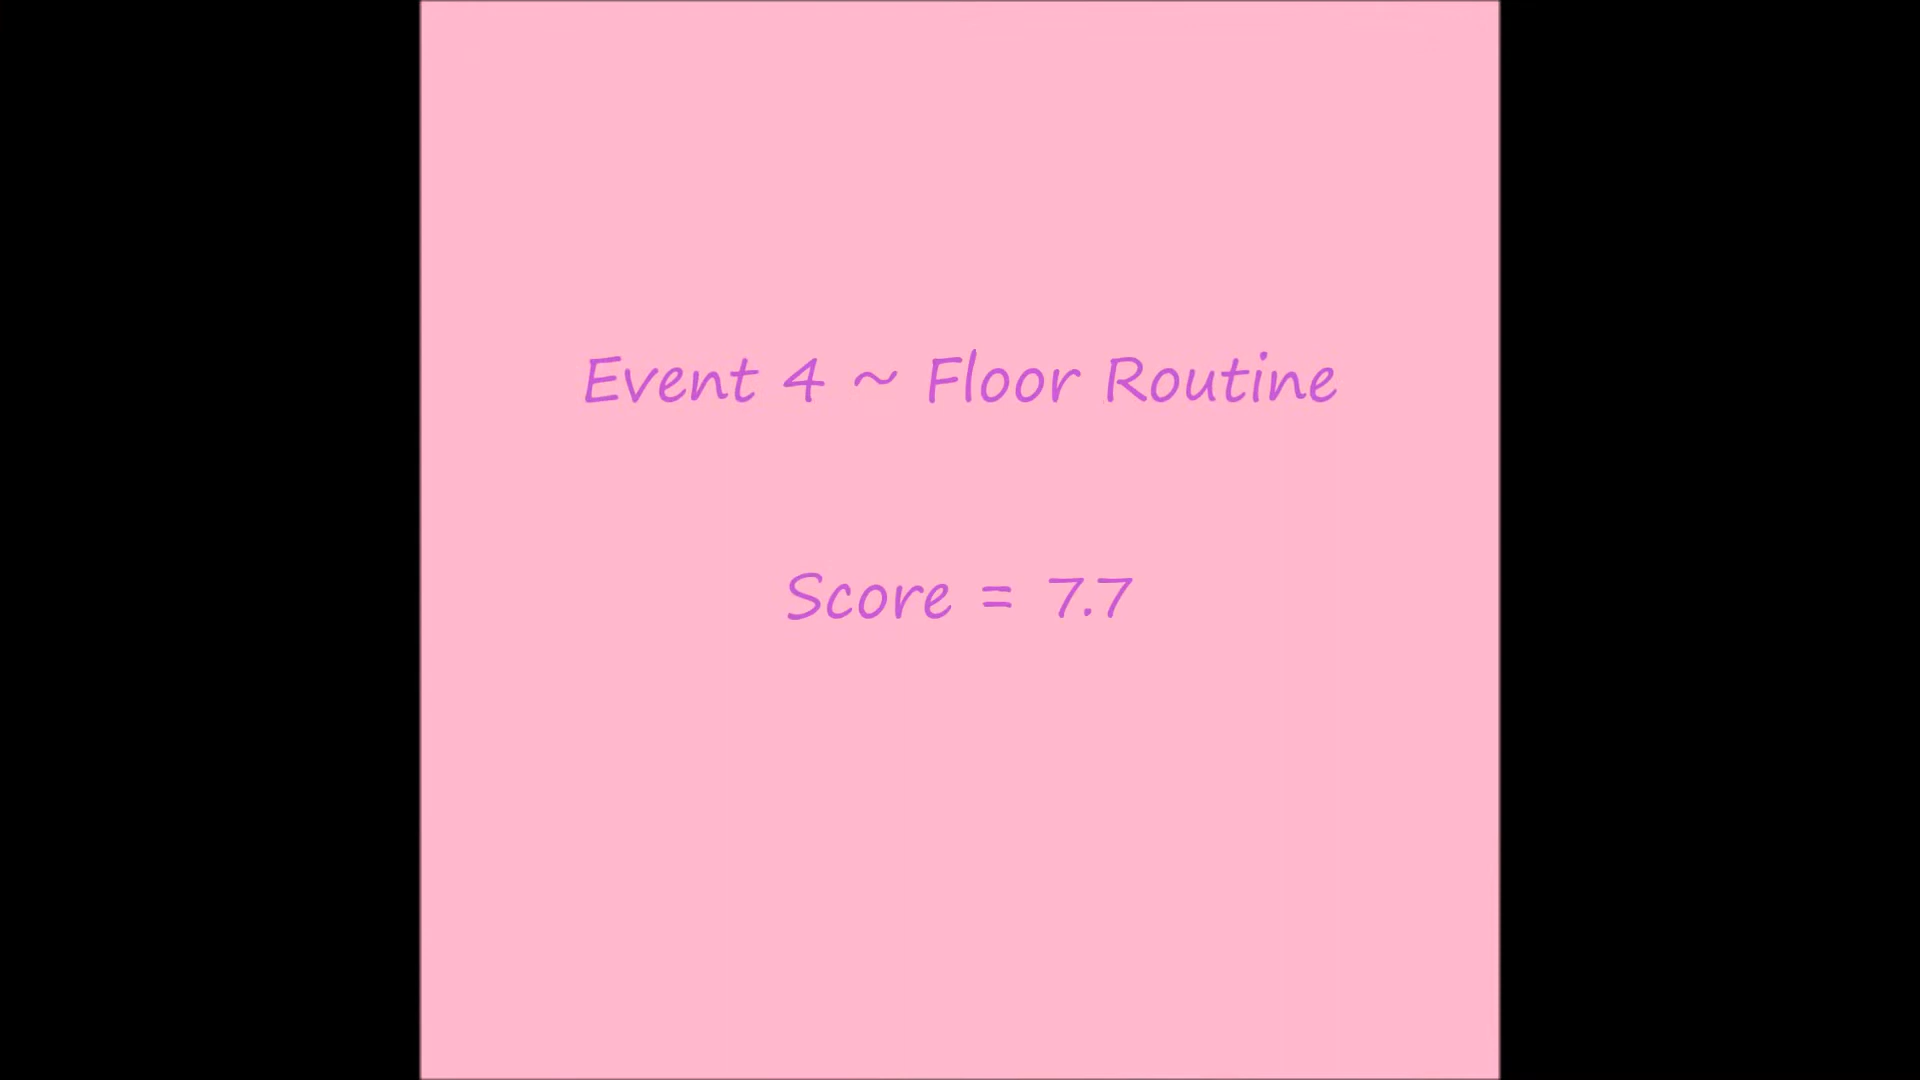 Event 4 ~ Floor Routine
Score = 7.7